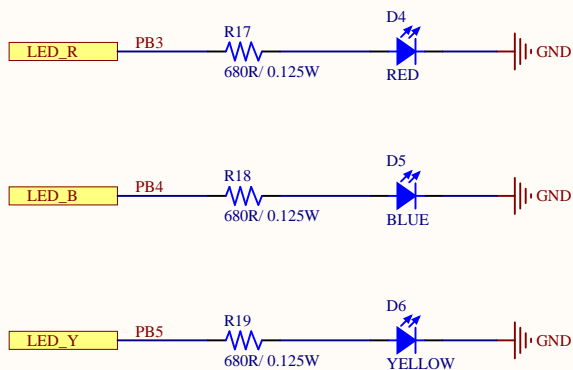 D4
R17
LED_R PB3 GND
680R/ 0.125W RED
D5
R18
LED_B PB4 GND
680R/ 0.125W BLUE
D6
R19
LED_Y PB5 GND
680R/ 0.125W YELLOW